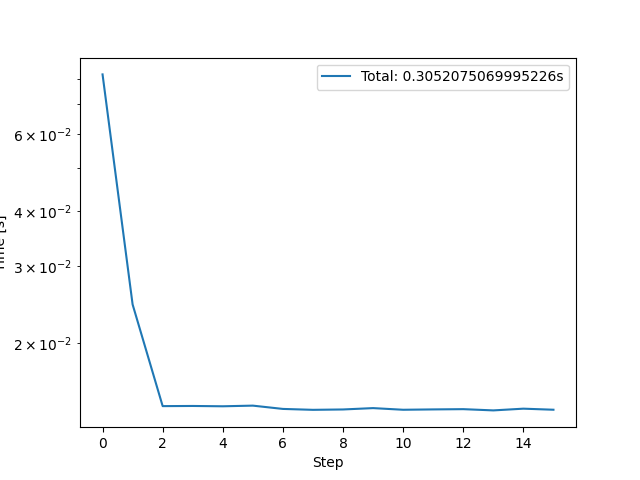 Total: 0.3052075069995226s
6 × 10⁻²
4 × 10⁻²
3 × 10⁻²
2 × 10⁻²
0 2 4 6 8 10 12 14
Step